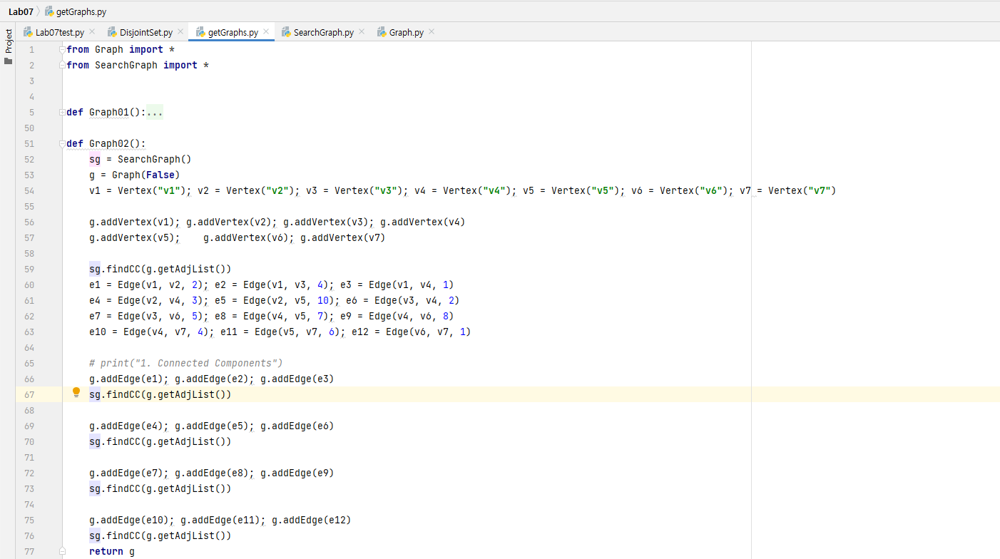 Lab07 getGraphs.py
Lab07test.py DisjointSet.py getGraphs.py SearchGraph.py Graph.py
Project
1 from Graph import *
2 from SearchGraph import *
3
4
5 def Graph01():...
50
51 def Graph02():
52 sg = SearchGraph()
53 g = Graph(False)
54 v1 = Vertex("v1"); v2 = Vertex("v2"); v3 = Vertex("v3"); v4 = Vertex("v4"); v5 = Vertex("v5"); v6 = Vertex("v6"); v7 = Vertex("v7")
55
56 g.addVertex(v1); g.addVertex(v2); g.addVertex(v3); g.addVertex(v4)
57 g.addVertex(v5);    g.addVertex(v6); g.addVertex(v7)
58
59 sg.findCC(g.getAdjList())
60 e1 = Edge(v1, v2, 2); e2 = Edge(v1, v3, 4); e3 = Edge(v1, v4, 1)
61 e4 = Edge(v2, v4, 3); e5 = Edge(v2, v5, 10); e6 = Edge(v3, v4, 2)
62 e7 = Edge(v3, v6, 5); e8 = Edge(v4, v5, 7); e9 = Edge(v4, v6, 8)
63 e10 = Edge(v4, v7, 4); e11 = Edge(v5, v7, 6); e12 = Edge(v6, v7, 1)
64
65 # print("1. Connected Components")
66 g.addEdge(e1); g.addEdge(e2); g.addEdge(e3)
67 sg.findCC(g.getAdjList())
68
69 g.addEdge(e4); g.addEdge(e5); g.addEdge(e6)
70 sg.findCC(g.getAdjList())
71
72 g.addEdge(e7); g.addEdge(e8); g.addEdge(e9)
73 sg.findCC(g.getAdjList())
74
75 g.addEdge(e10); g.addEdge(e11); g.addEdge(e12)
76 sg.findCC(g.getAdjList())
77 return g